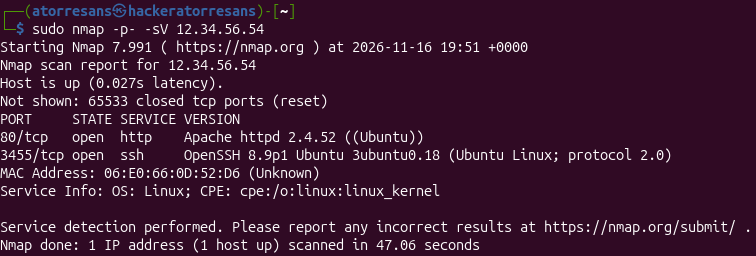 ┌──(atorresans㉿hackeratorresans)-[~]
└─$ sudo nmap -p- -sV 12.34.56.54
Starting Nmap 7.991 ( https://nmap.org ) at 2026-11-16 19:51 +0000
Nmap scan report for 12.34.56.54
Host is up (0.027s latency).
Not shown: 65533 closed tcp ports (reset)
PORT     STATE SERVICE VERSION
80/tcp   open  http    Apache httpd 2.4.52 ((Ubuntu))
3455/tcp open  ssh     OpenSSH 8.9p1 Ubuntu 3ubuntu0.18 (Ubuntu Linux; protocol 2.0)
MAC Address: 06:E0:66:0D:52:D6 (Unknown)
Service Info: OS: Linux; CPE: cpe:/o:linux:linux_kernel

Service detection performed. Please report any incorrect results at https://nmap.org/submit/ .
Nmap done: 1 IP address (1 host up) scanned in 47.06 seconds